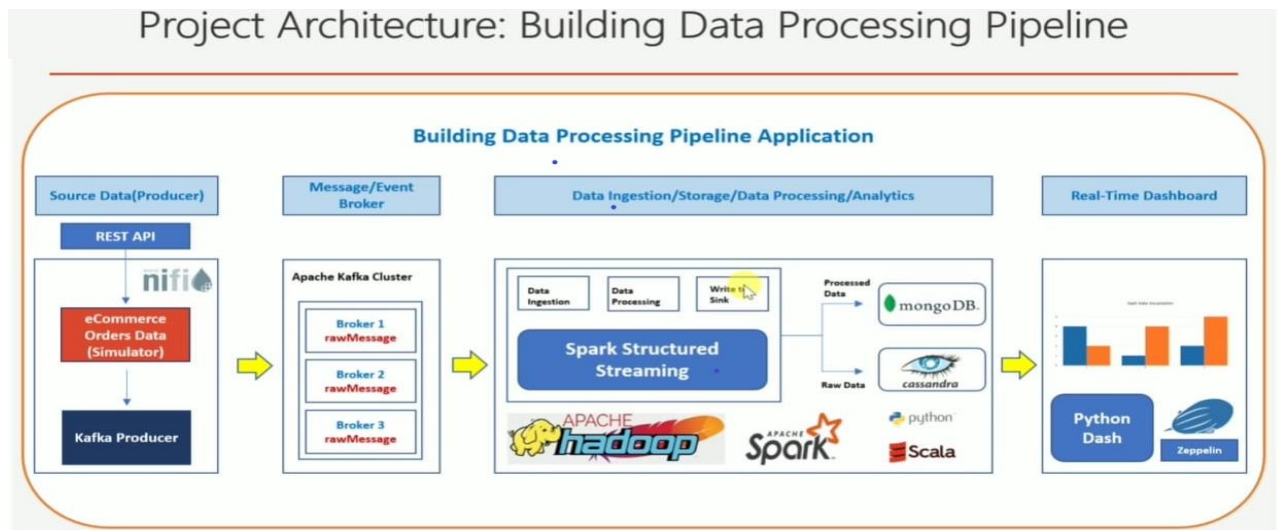 Project Architecture: Building Data Processing Pipeline
Building Data Processing Pipeline Application
Source Data(Producer)
Message/Event
Broker
Data Ingestion/Storage/Data Processing/Analytics
Real-Time Dashboard
REST API
nifi
eCommerce
Orders Data
(Simulator)
Kafka Producer
Apache Kafka Cluster
Broker 1
rawMessage
Broker 2
rawMessage
Broker 3
rawMessage
Data
Ingestion
Data
Processing
Write to
Sink
Spark Structured
Streaming
Processed
Data
mongoDB.
Raw Data
cassandra
APACHE
hadoop
APACHE
Spark
python
Scala
Python
Dash
Zeppelin